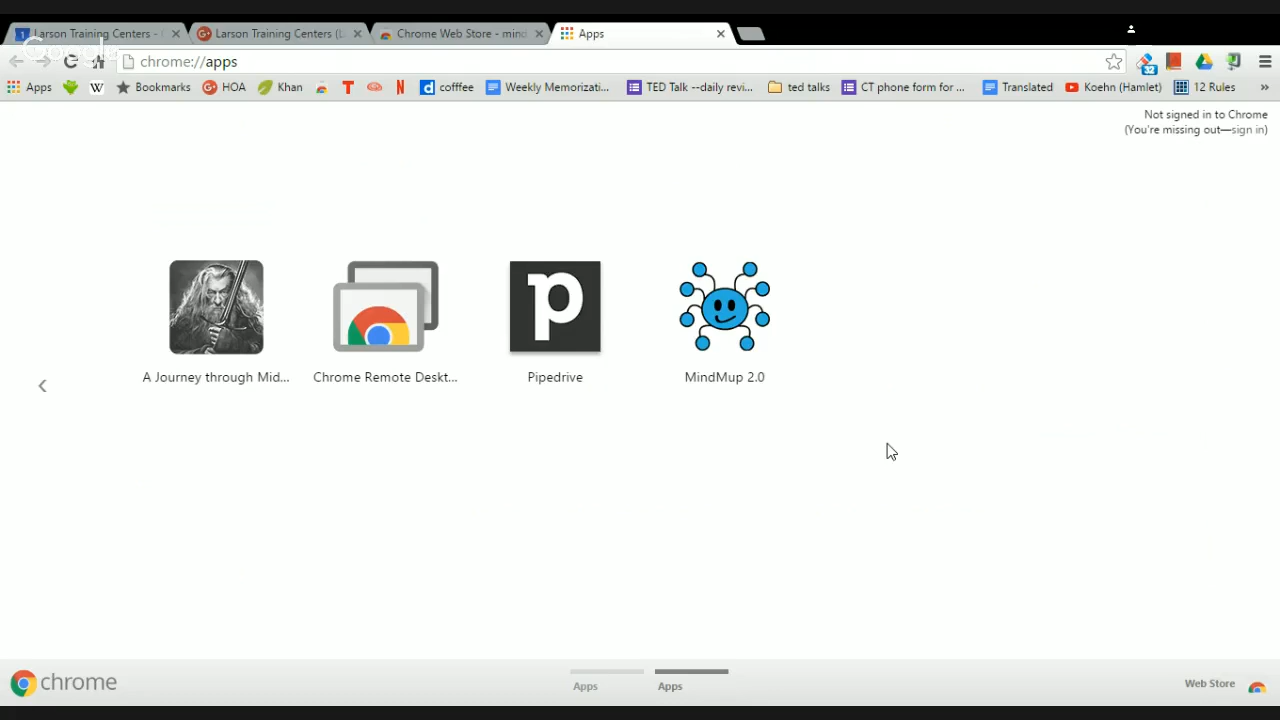 Larson Training Centers -
Larson Training Centers (L
Chrome Web Store - mind
Apps
Google
chrome://apps
32
Apps
W
Bookmarks
HOA
Khan
T
N
d cofffee
Weekly Memorizati...
TED Talk --daily revi...
ted talks
CT phone form for ...
Translated
Koehn (Hamlet)
12 Rules
»
Not signed in to Chrome
(You're missing out—sign in)
p
A Journey through Mid...
Chrome Remote Deskt...
Pipedrive
MindMup 2.0
chrome
Apps
Apps
Web Store